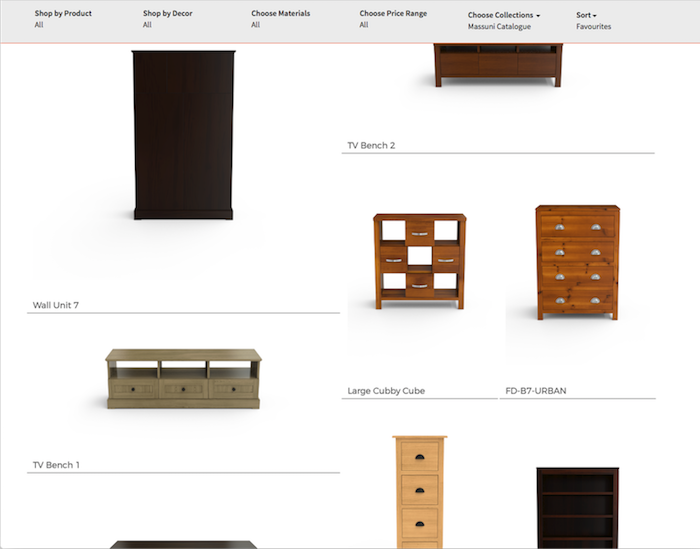 Shop by Product
All
Shop by Decor
All
Choose Materials
All
Choose Price Range
All
Choose Collections
Massuni Catalogue
Sort
Favourites
TV Bench 2
Wall Unit 7
Large Cubby Cube
FD-B7-URBAN
TV Bench 1